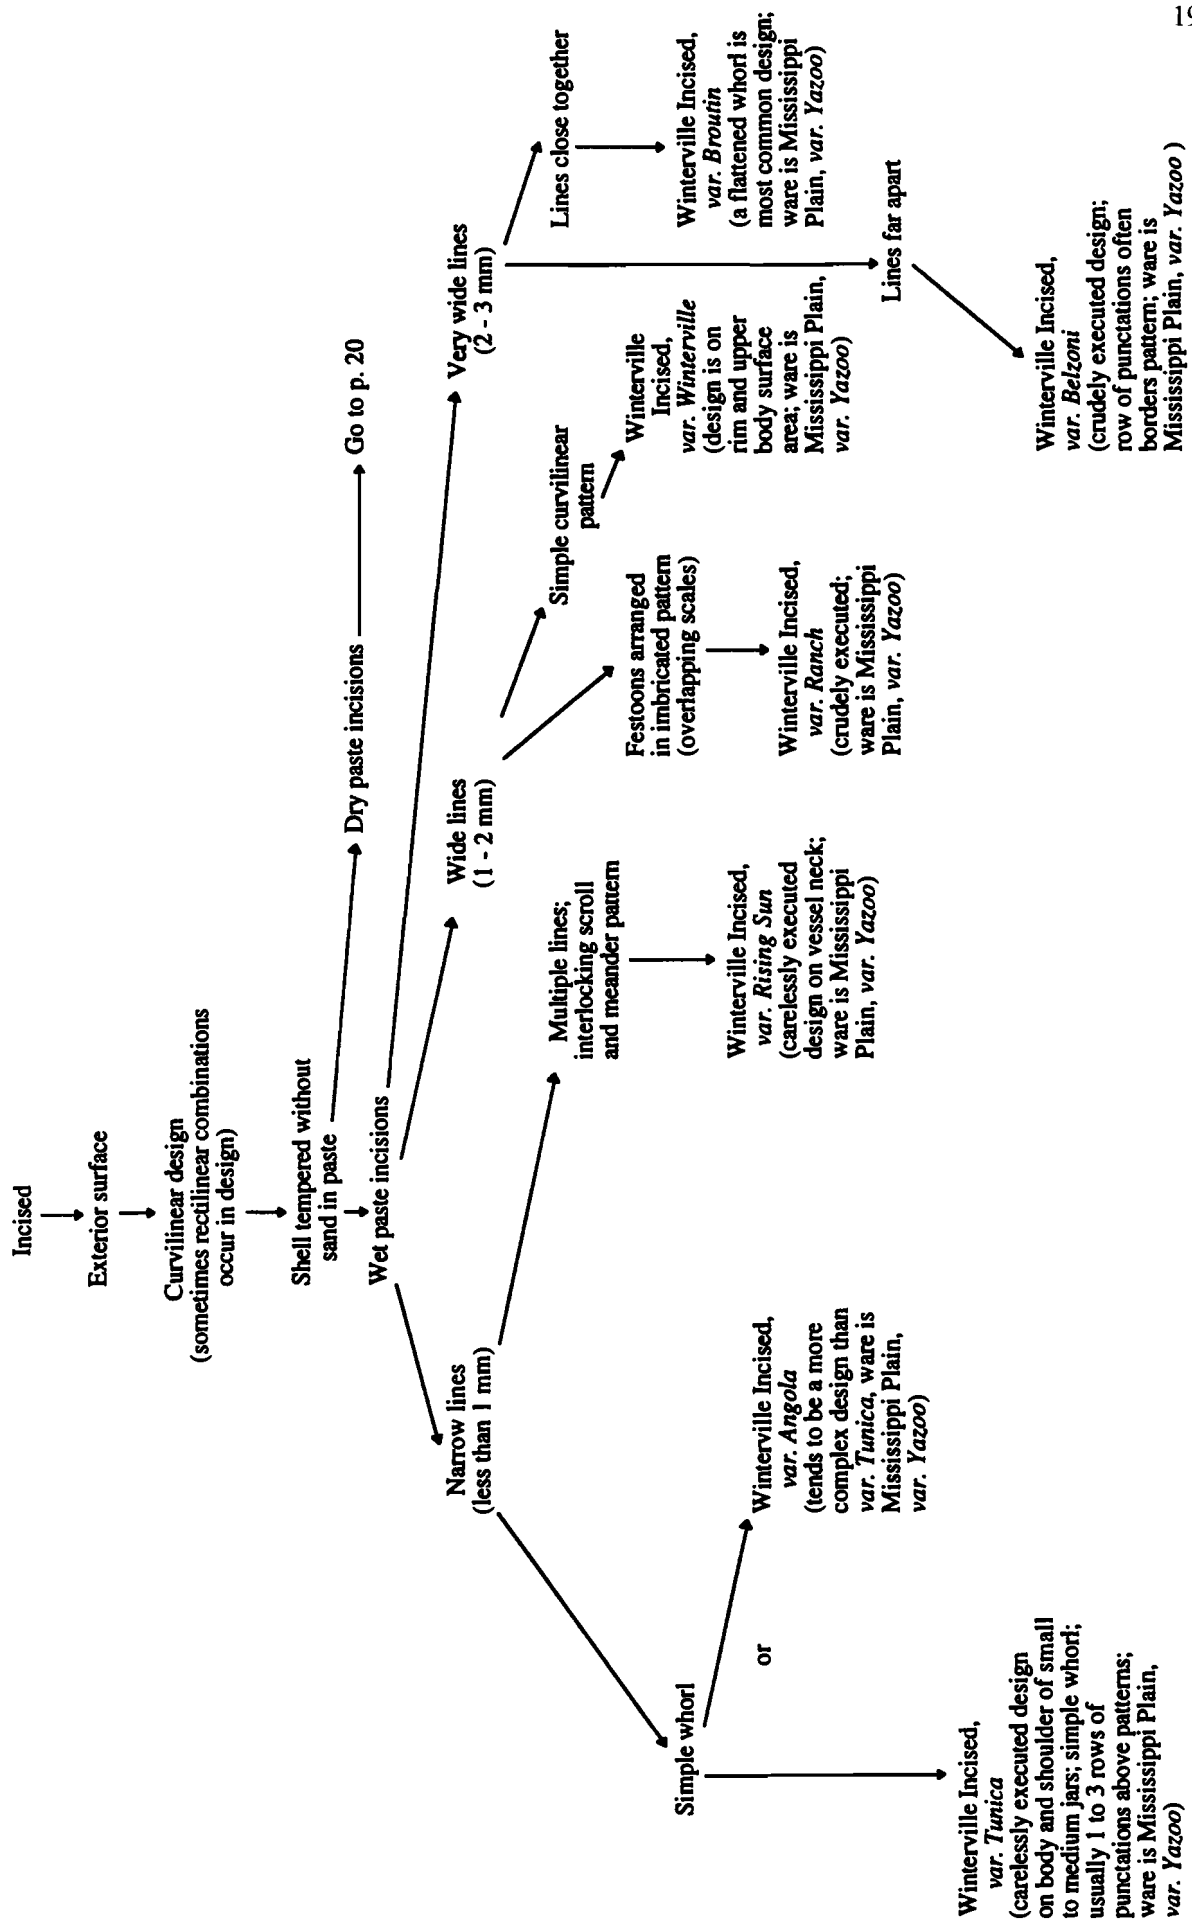 19
Incised
Exterior surface
Curvilinear design
(sometimes rectilinear combinations
occur in design)
Shell tempered without
sand in paste
Dry paste incisions
Go to p. 20
Wet paste incisions
Narrow lines
(less than 1 mm)
Wide lines
(1 - 2 mm)
Very wide lines
(2 - 3 mm)
Simple whorl
Multiple lines;
interlocking scroll
and meander pattern
Festoons arranged
in imbricated pattern
(overlapping scales)
Simple curvilinear
pattern
Lines close together
Lines far apart
Winterville Incised,
var. Tunica
(carelessly executed design
on body and shoulder of small
to medium jars; simple whorl;
usually 1 to 3 rows of
punctations above patterns;
ware is Mississippi Plain,
var. Yazoo)
or
Winterville Incised,
var. Angola
(tends to be a more
complex design than
var. Tunica, ware is
Mississippi Plain,
var. Yazoo)
Winterville Incised,
var. Rising Sun
(carelessly executed
design on vessel neck;
ware is Mississippi
Plain, var. Yazoo)
Winterville Incised,
var. Ranch
(crudely executed;
ware is Mississippi
Plain, var. Yazoo)
Winterville
Incised,
var. Winterville
(design is on
rim and upper
body surface
area; ware is
Mississippi Plain,
var. Yazoo)
Winterville Incised,
var. Broutin
(a flattened whorl is
most common design;
ware is Mississippi
Plain, var. Yazoo)
Winterville Incised,
var. Belzoni
(crudely executed design;
row of punctations often
borders pattern; ware is
Mississippi Plain, var. Yazoo )